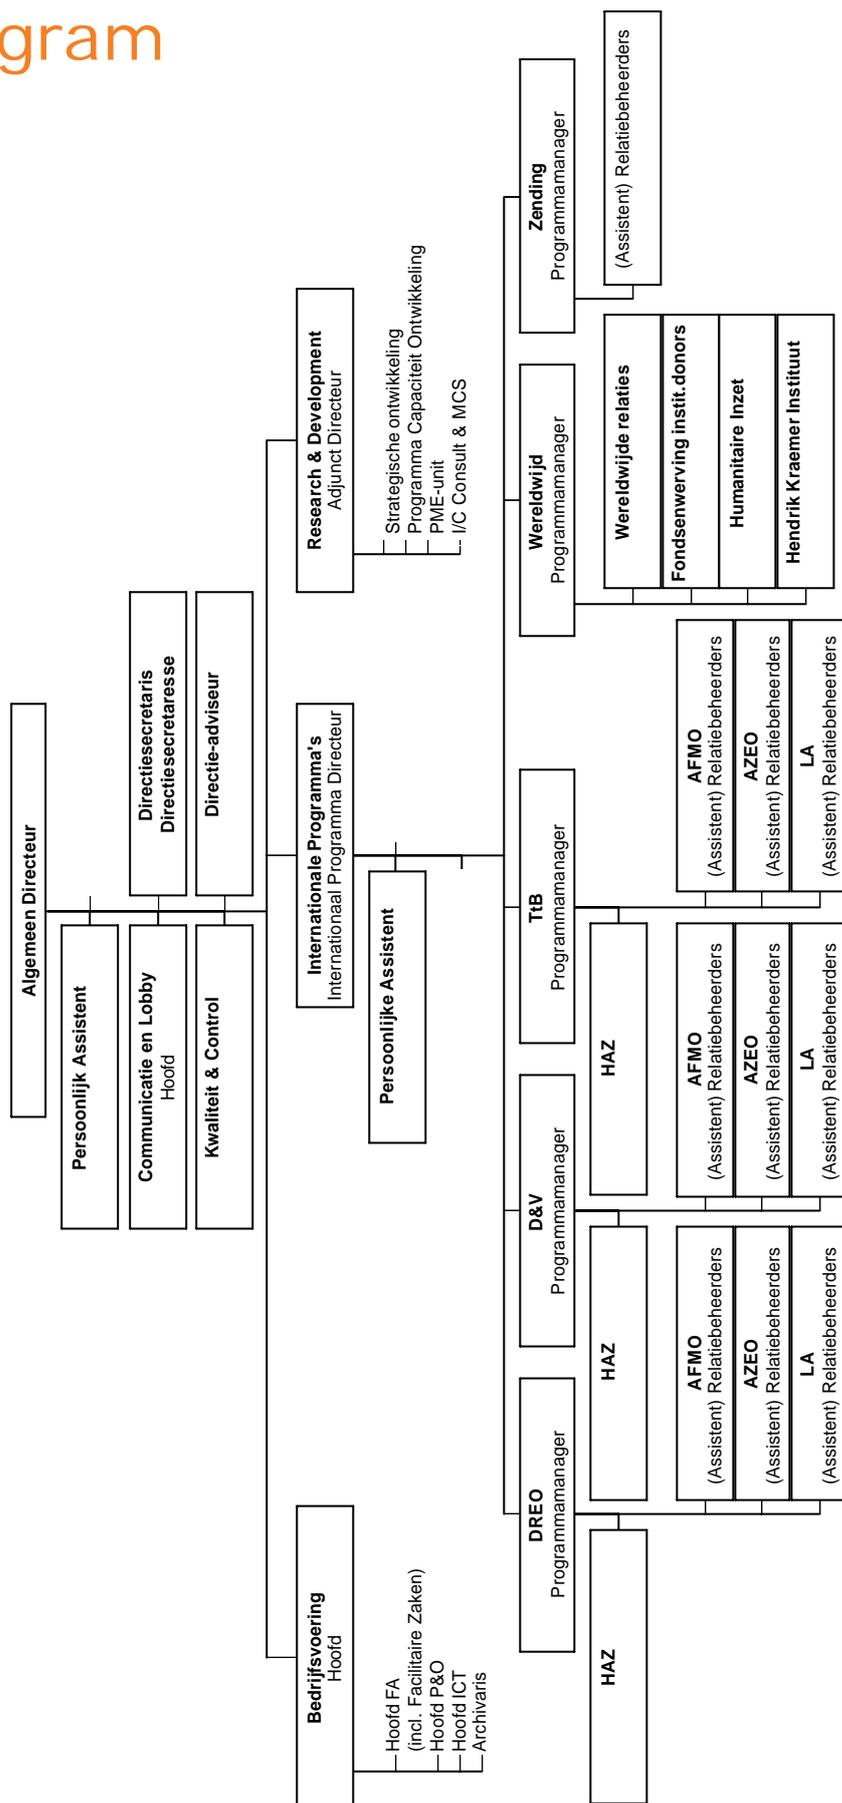 gram
Algemeen Directeur
Persoonlijk Assistent
Communicatie en Lobby
Hoofd
Directiesecretaris
Directiesecretaresse
Kwaliteit & Control
Directie-adviseur
Bedrijfsvoering
Hoofd
Hoofd FA
(incl. Facilitaire Zaken)
Hoofd P&O
Hoofd ICT
Archivaris
Internationale Programma's
Internationaal Programma Directeur
Persoonlijke Assistent
Research & Development
Adjunct Directeur
Strategische ontwikkeling
Programma Capaciteit Ontwikkeling
PME-unit
I/C Consult & MCS
DREO
Programmamanager
HAZ
AFMO
(Assistent) Relatiebeheerders
AZEO
(Assistent) Relatiebeheerders
LA
(Assistent) Relatiebeheerders
D&V
Programmamanager
HAZ
AFMO
(Assistent) Relatiebeheerders
AZEO
(Assistent) Relatiebeheerders
LA
(Assistent) Relatiebeheerders
TtB
Programmamanager
HAZ
AFMO
(Assistent) Relatiebeheerders
AZEO
(Assistent) Relatiebeheerders
LA
(Assistent) Relatiebeheerders
Wereldwijd
Programmamanager
Wereldwijde relaties
Fondsenwerving instit.donors
Humanitaire Inzet
Hendrik Kraemer Instituut
Zending
Programmamanager
(Assistent) Relatiebeheerders